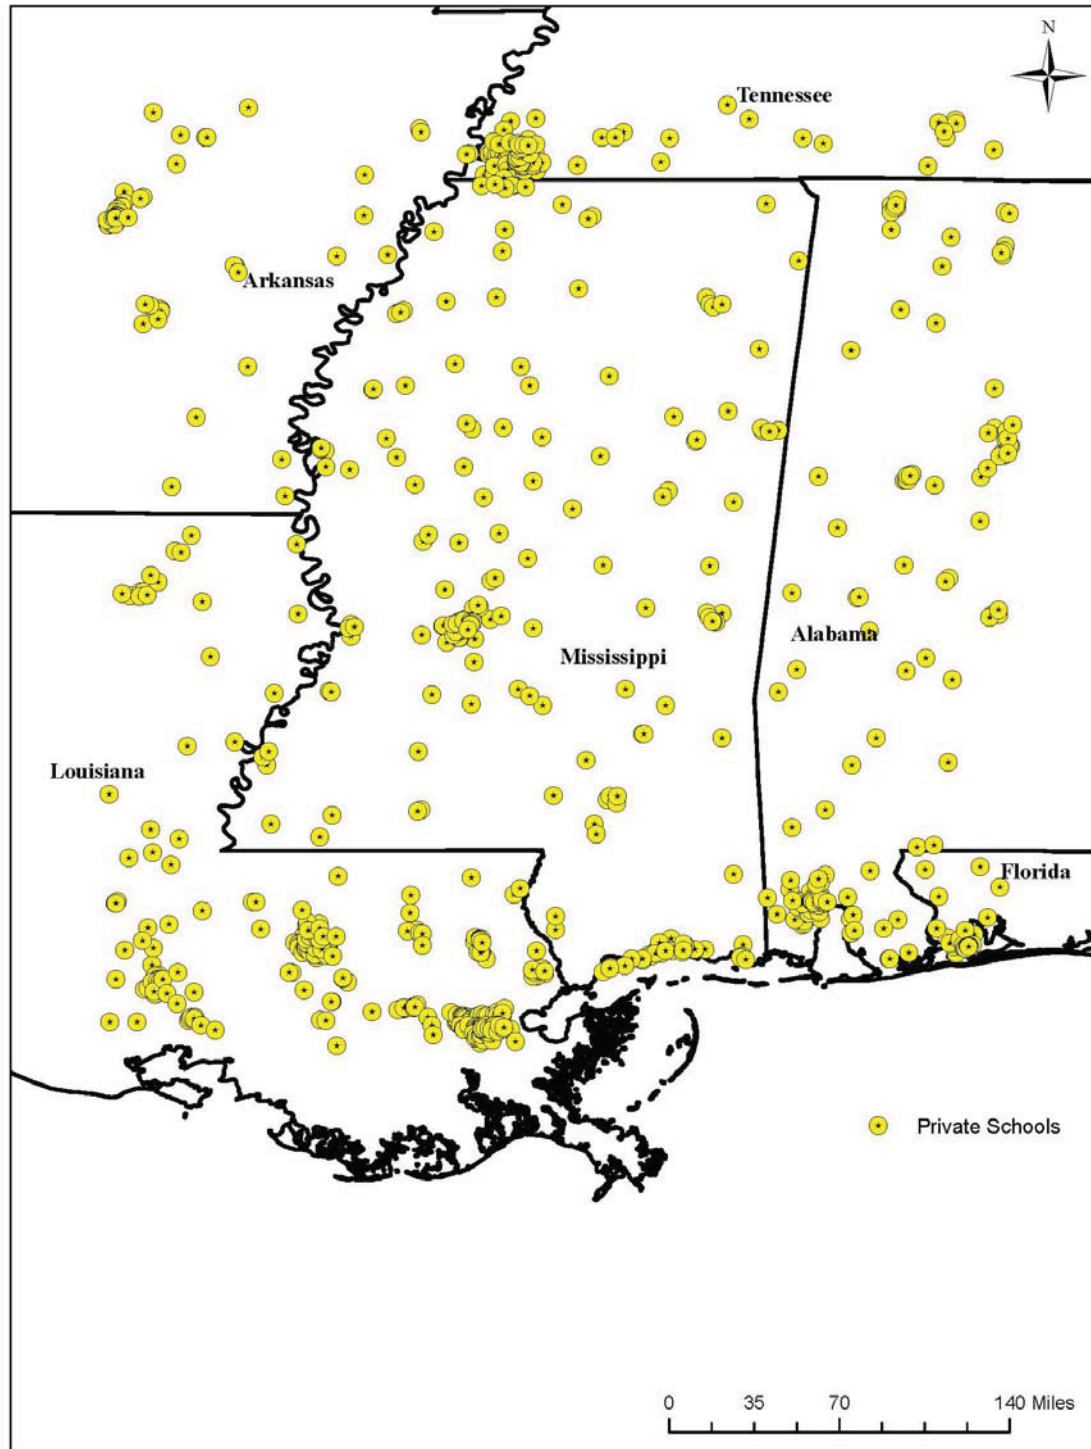 N
Tennessee
Arkansas
Alabama
Mississippi
Louisiana
Florida
Private Schools
0 35 70 140 Miles